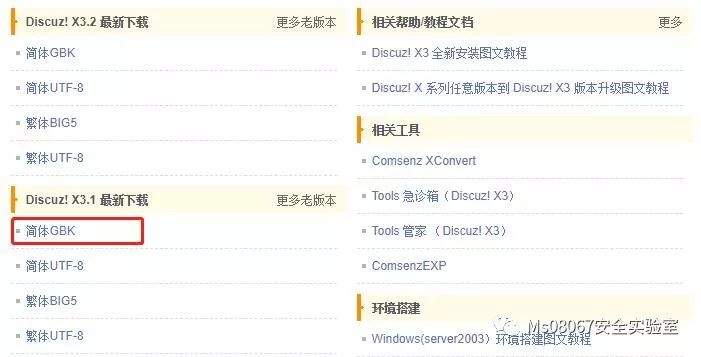 Discuz! X3.2 最新下载 更多老版本
简体GBK
简体UTF-8
繁体BIG5
繁体UTF-8
Discuz! X3.1 最新下载 更多老版本
简体GBK
简体UTF-8
繁体BIG5
繁体UTF-8
相关帮助/教程文档 更多
Discuz! X3 全新安装图文教程
Discuz! X 系列任意版本到 Discuz! X3 版本升级图文教程
相关工具
Comsenz XConvert
Tools 急诊箱（Discuz! X3）
Tools 管家 （Discuz! X3）
ComsenzEXP
环境搭建
Windows(server2003）环境搭建图文教程
Ms08067安全实验室